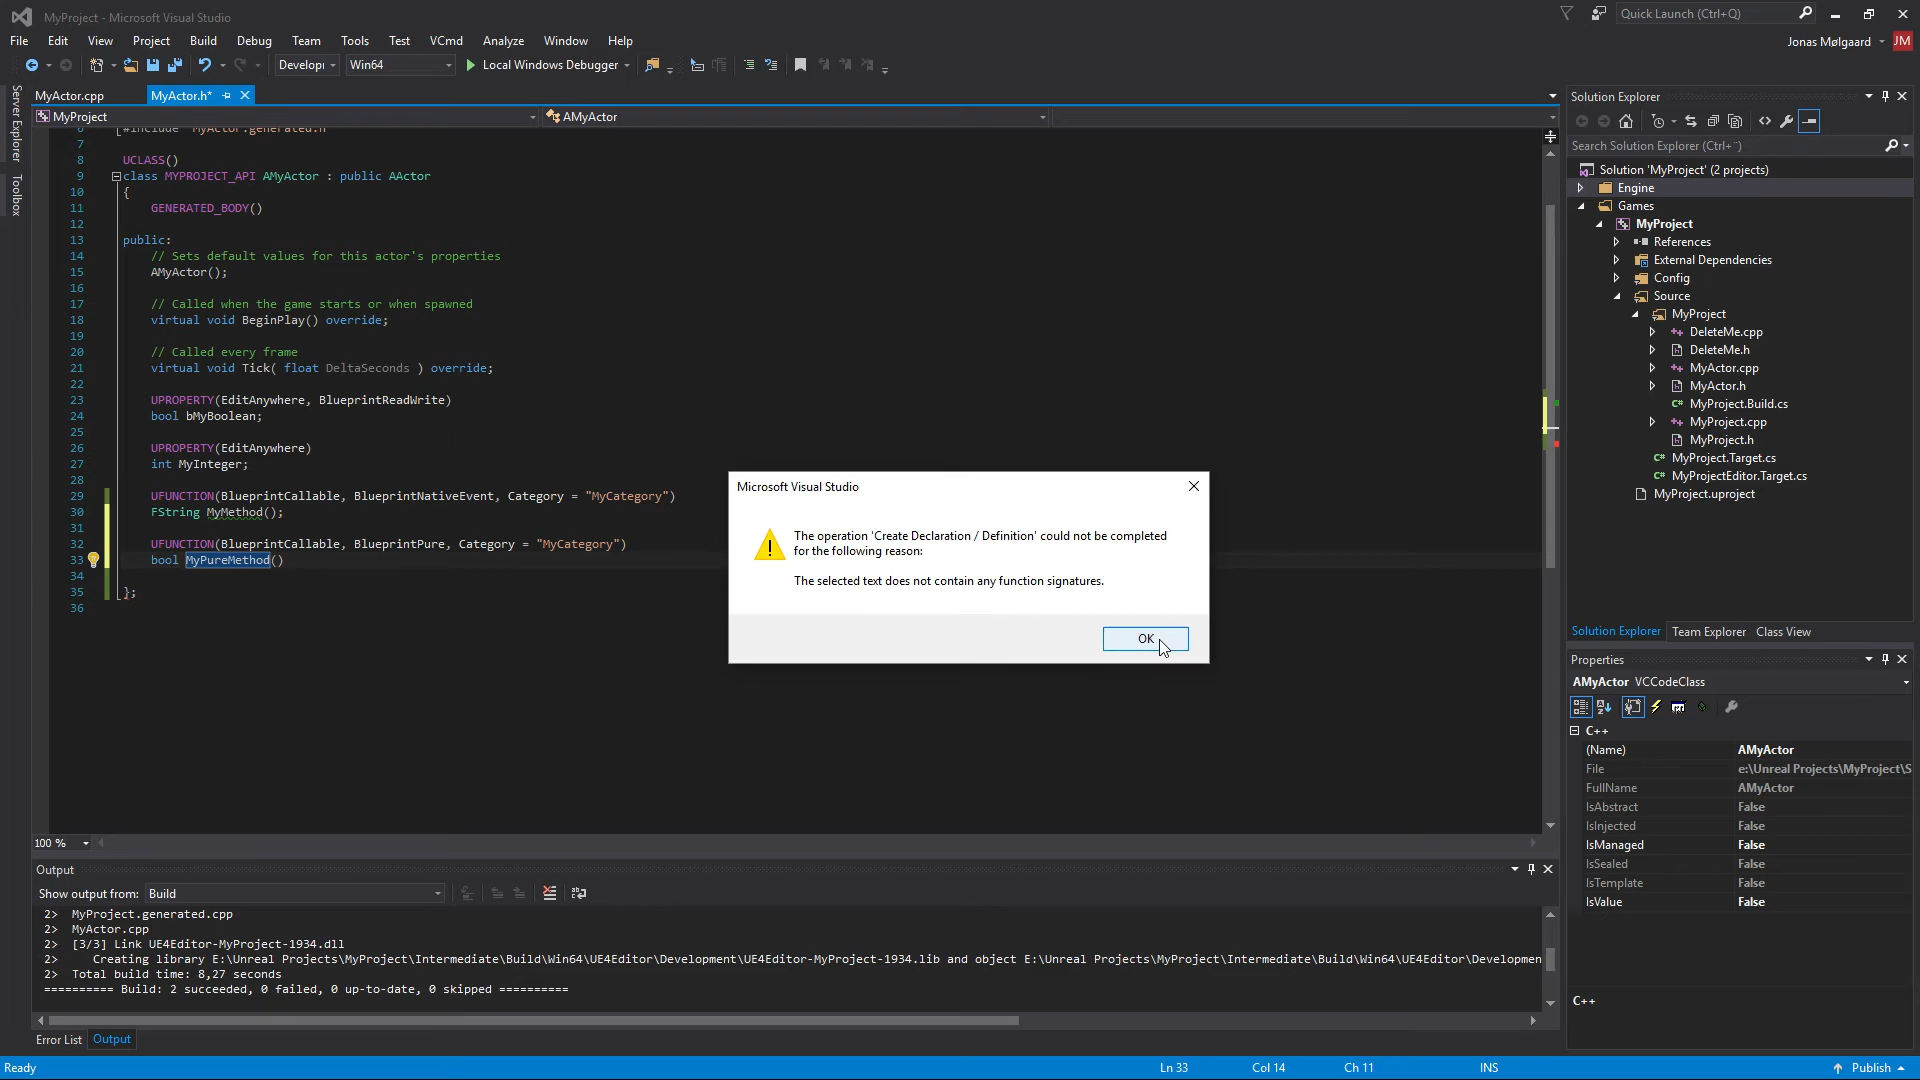 MyProject - Microsoft Visual Studio
Quick Launch (Ctrl+Q)
File Edit View Project Build Debug Team Tools Test VCmd Analyze Window Help
Jonas Mølgaard JM
Develop Win64 Local Windows Debugger
Server Explorer
Toolbox
MyActor.cpp MyActor.h*
MyProject AMyActor
6 #include "MyActor.generated.h"
7
8 UCLASS()
9 class MYPROJECT_API AMyActor : public AActor
10 {
11 GENERATED_BODY()
12
13 public:
14 // Sets default values for this actor's properties
15 AMyActor();
16
17 // Called when the game starts or when spawned
18 virtual void BeginPlay() override;
19
20 // Called every frame
21 virtual void Tick( float DeltaSeconds ) override;
22
23 UPROPERTY(EditAnywhere, BlueprintReadWrite)
24 bool bMyBoolean;
25
26 UPROPERTY(EditAnywhere)
27 int MyInteger;
28
29 UFUNCTION(BlueprintCallable, BlueprintNativeEvent, Category = "MyCategory")
30 FString MyMethod();
31
32 UFUNCTION(BlueprintCallable, BlueprintPure, Category = "MyCategory")
33 bool MyPureMethod()
34
35 };
36
Microsoft Visual Studio
The operation 'Create Declaration / Definition' could not be completed
for the following reason:
The selected text does not contain any function signatures.
OK
100 %
Output
Show output from: Build
2> MyProject.generated.cpp
2> MyActor.cpp
2> [3/3] Link UE4Editor-MyProject-1934.dll
2> Creating library E:\Unreal Projects\MyProject\Intermediate\Build\Win64\UE4Editor\Development\UE4Editor-MyProject-1934.lib and object E:\Unreal Projects\MyProject\Intermediate\Build\Win64\UE4Editor\Developmen
2> Total build time: 8,27 seconds
========== Build: 2 succeeded, 0 failed, 0 up-to-date, 0 skipped ==========
Error List Output
Solution Explorer
Search Solution Explorer (Ctrl+¨)
Solution 'MyProject' (2 projects)
Engine
Games
MyProject
References
External Dependencies
Config
Source
MyProject
DeleteMe.cpp
DeleteMe.h
MyActor.cpp
MyActor.h
MyProject.Build.cs
MyProject.cpp
MyProject.h
MyProject.Target.cs
MyProjectEditor.Target.cs
MyProject.uproject
Solution Explorer Team Explorer Class View
Properties
AMyActor VCCodeClass
C++
(Name) AMyActor
File e:\Unreal Projects\MyProject\S
FullName AMyActor
IsAbstract False
IsInjected False
IsManaged False
IsSealed False
IsTemplate False
IsValue False
C++
Ready Ln 33 Col 14 Ch 11 INS Publish